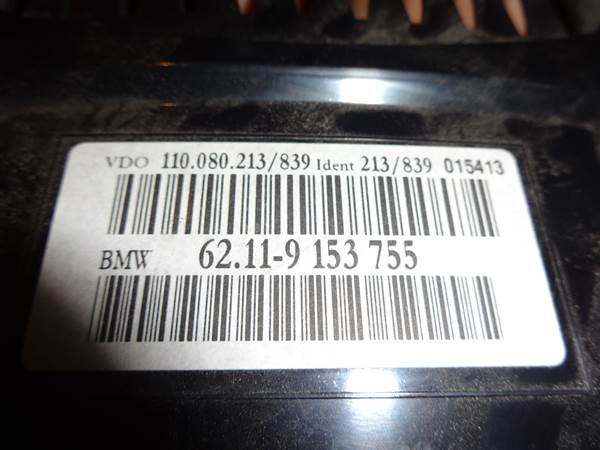 VDO 110.080.213/839 Ident 213/839 015413
BMW 62.11-9 153 755